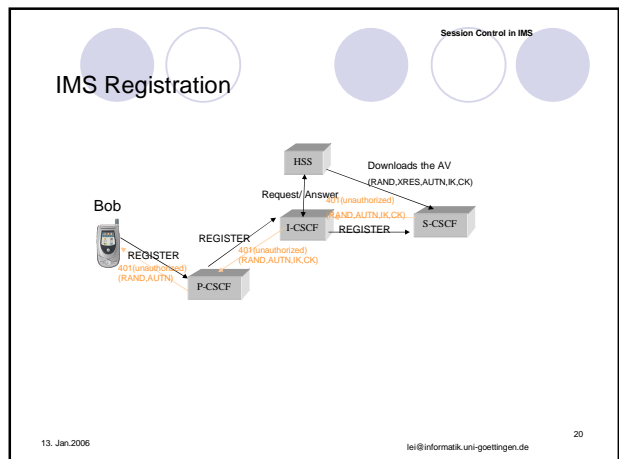 Session Control in IMS
IMS Registration
HSS
Downloads the AV
(RAND,XRES,AUTN,IK,CK)
Request/ Answer
401(unauthorized)
(RAND,AUTN,IK,CK)
S-CSCF
Bob
I-CSCF
REGISTER
REGISTER
401(unauthorized)
(RAND,AUTN,IK,CK)
REGISTER
401(unauthorised)
(RAND,AUTN)
P-CSCF
13. Jan.2006
lei@informatik.uni-goettingen.de
20